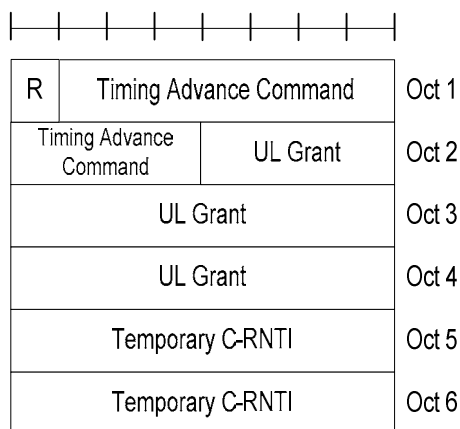 R Timing Advance Command Oct 1
Timing Advance
Command UL Grant Oct 2
UL Grant Oct 3
UL Grant Oct 4
Temporary C-RNTI Oct 5
Temporary C-RNTI Oct 6